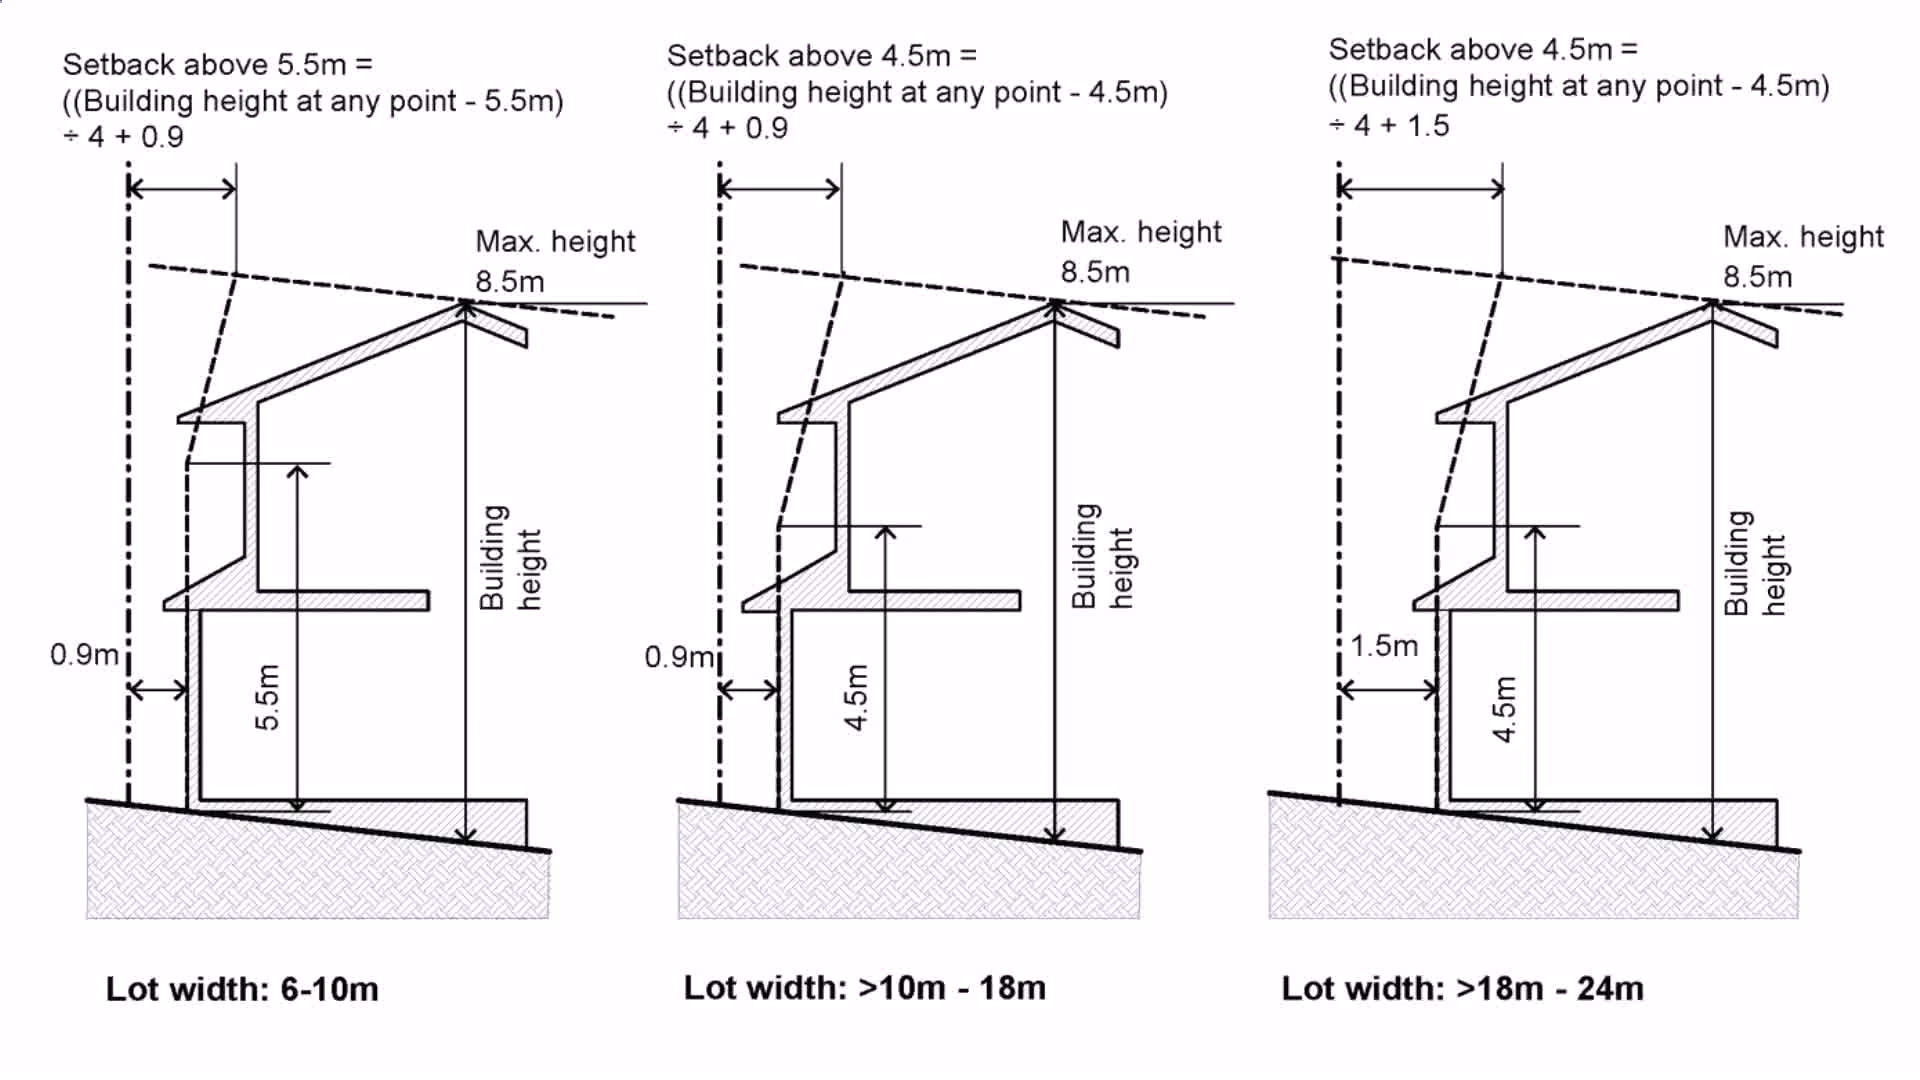 Setback above 5.5m =
((Building height at any point - 5.5m)
÷ 4 + 0.9
Max. height
8.5m
Building
height
0.9m
5.5m
Lot width: 6-10m
Setback above 4.5m =
((Building height at any point - 4.5m)
÷ 4 + 0.9
Max. height
8.5m
Building
height
0.9m
4.5m
Lot width: >10m - 18m
Setback above 4.5m =
((Building height at any point - 4.5m)
÷ 4 + 1.5
Max. height
8.5m
Building
height
1.5m
4.5m
Lot width: >18m - 24m